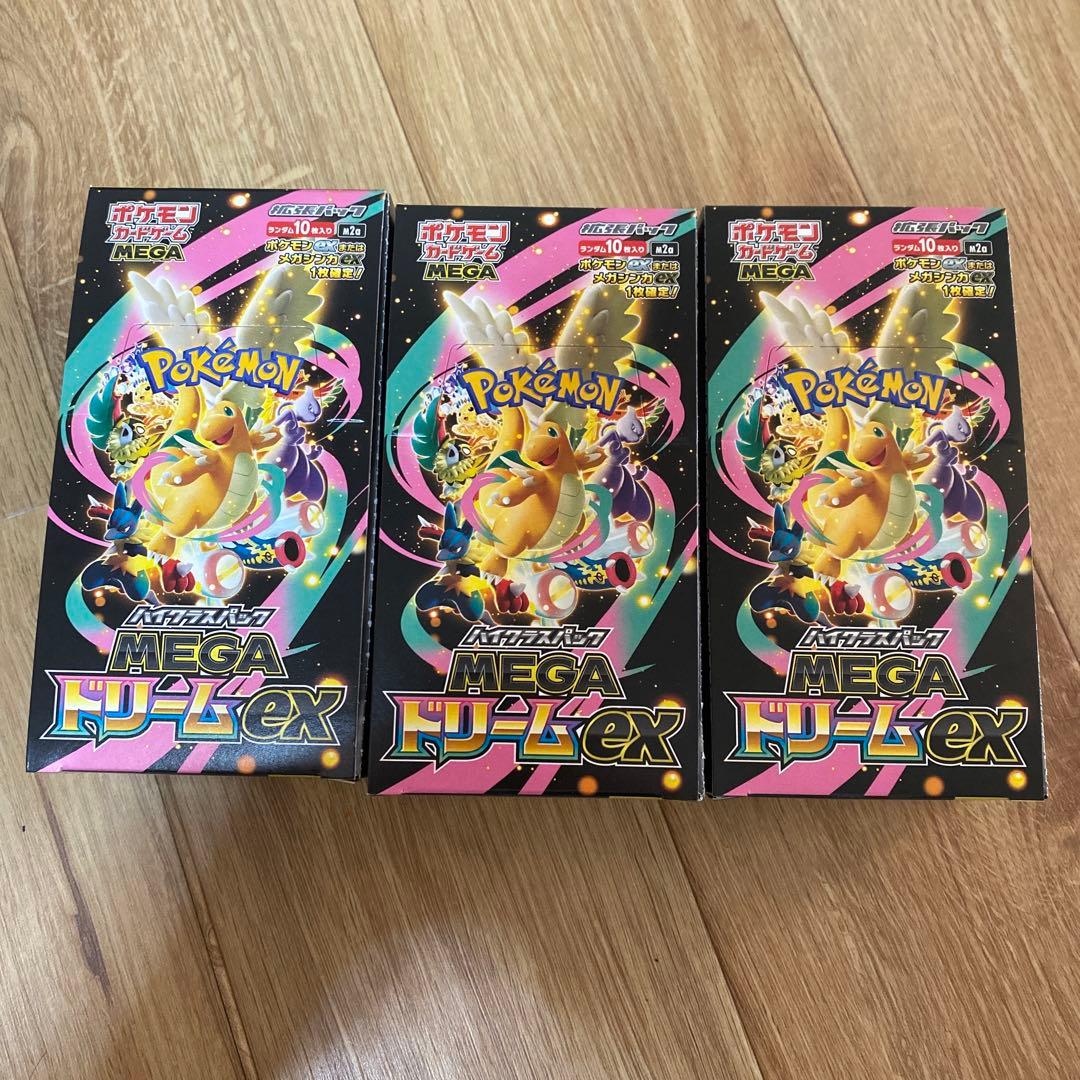 ポケモン
カードゲーム
MEGA
拡張パック
ランダム10枚入り M2a
ポケモンexまたは
メガシンカex
1枚確定!
POKéMON
ハイクラスパック
MEGA
ドリームex
ポケモン
カードゲーム
MEGA
拡張パック
ランダム10枚入り M2a
ポケモンexまたは
メガシンカex
1枚確定!
POKéMON
ハイクラスパック
MEGA
ドリームex
ポケモン
カードゲーム
MEGA
拡張パック
ランダム10枚入り M2a
ポケモンexまたは
メガシンカex
1枚確定!
POKéMON
ハイクラスパック
MEGA
ドリームex